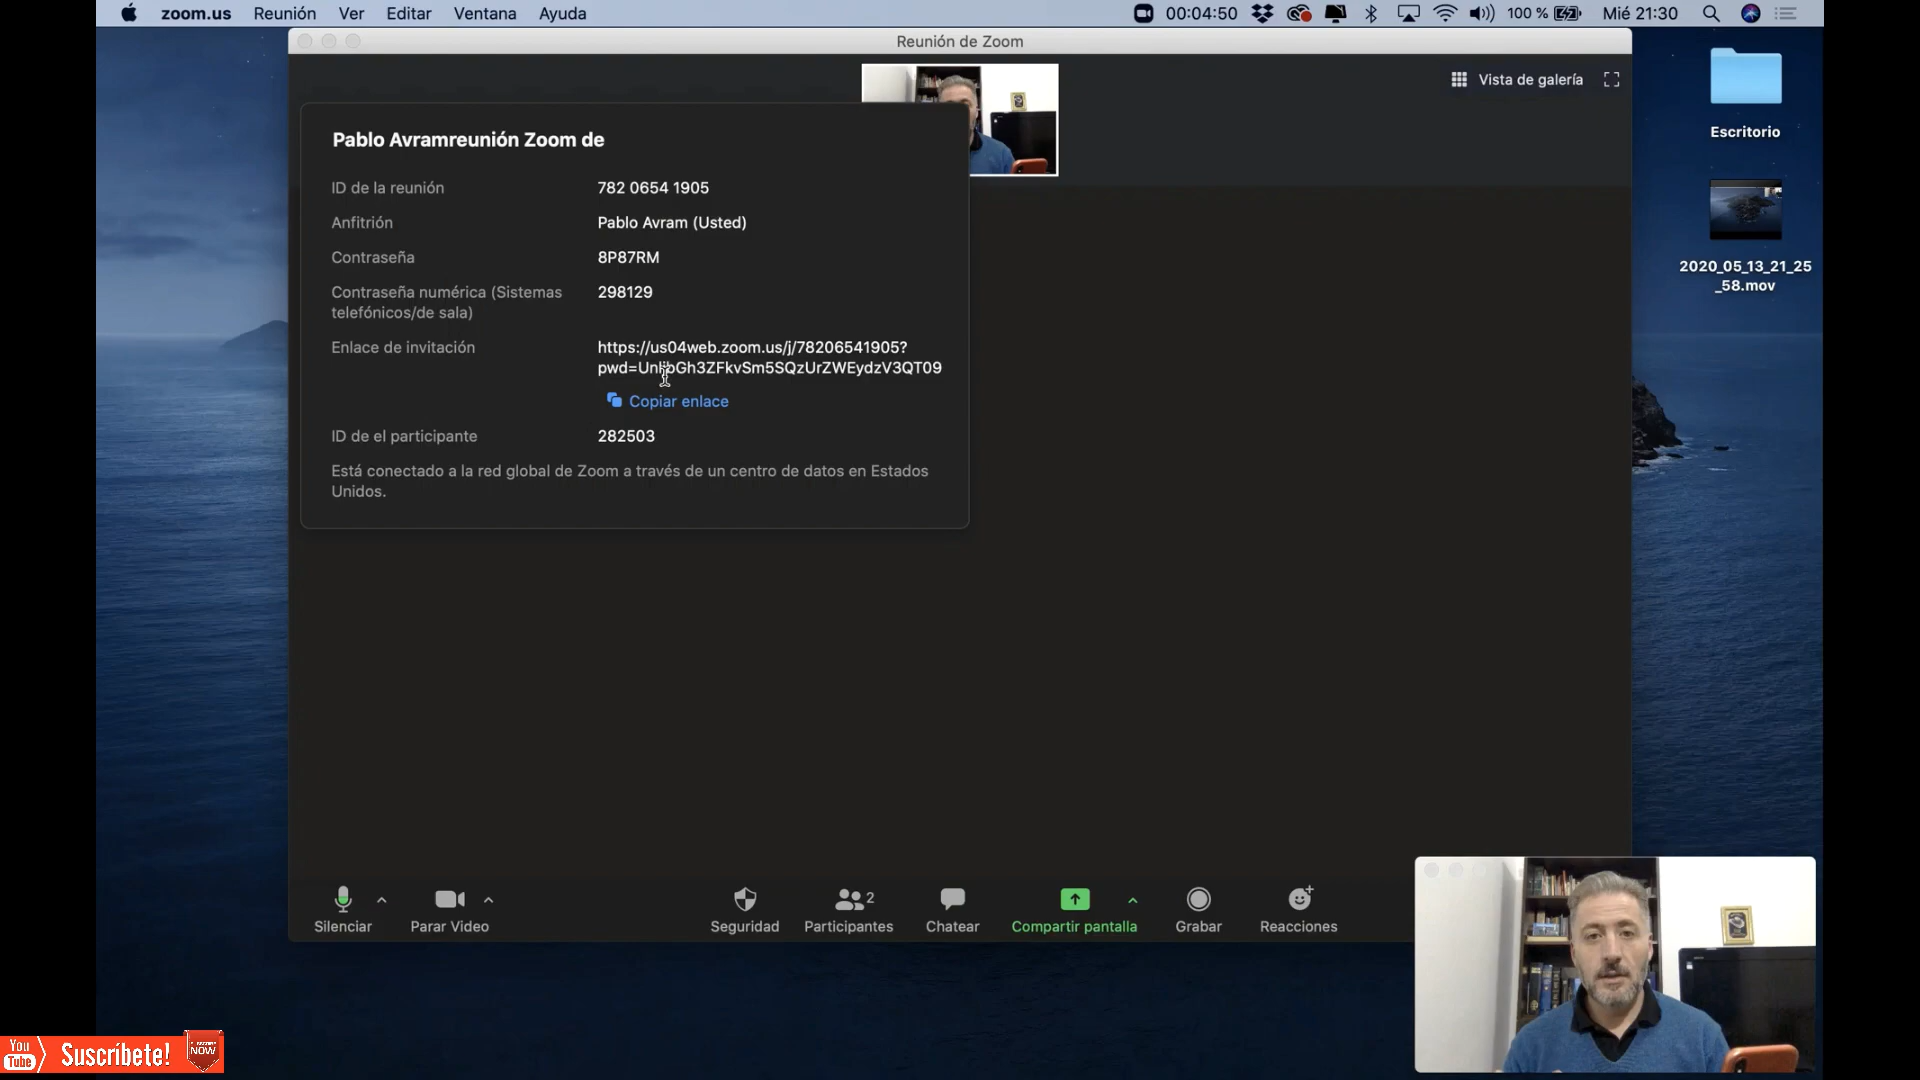 zoom.us Reunión Ver Editar Ventana Ayuda 00:04:50 100 % Mié 21:30
Reunión de Zoom
Vista de galería
Escritorio
2020_05_13_21_25
_58.mov
Pablo Avramreunión Zoom de
ID de la reunión 782 0654 1905
Anfitrión Pablo Avram (Usted)
Contraseña 8P87RM
Contraseña numérica (Sistemas 298129
telefónicos/de sala)
Enlace de invitación https://us04web.zoom.us/j/78206541905?
Copiar enlace
ID de el participante 282503
Está conectado a la red global de Zoom a través de un centro de datos en Estados
Unidos.
2
Silenciar Parar Video Seguridad Participantes Chatear Compartir pantalla Grabar Reacciones
You
Tube
Suscríbete!
NOW